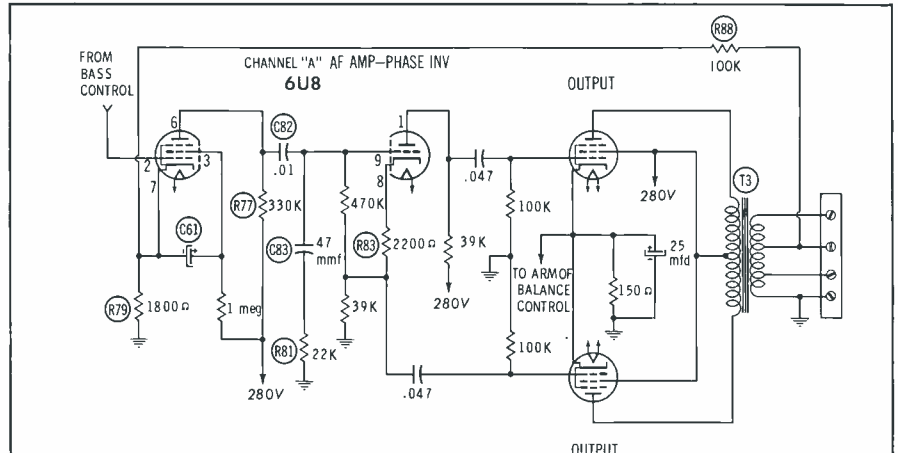 R88
100K
FROM
BASS
CONTROL
CHANNEL "A" AF AMP-PHASE INV
6U8
OUTPUT
6
2
3
7
C82
.01
1
9
8
.047
280V
T3
R77
330K
470K
100K
C61
C83
47
mmf
R83
2200Ω
39K
280V
TO ARM OF
BALANCE
CONTROL
150Ω
25
mfd
R79
1800Ω
1 meg
39K
R81
22K
100K
280V
.047
OUTPUT